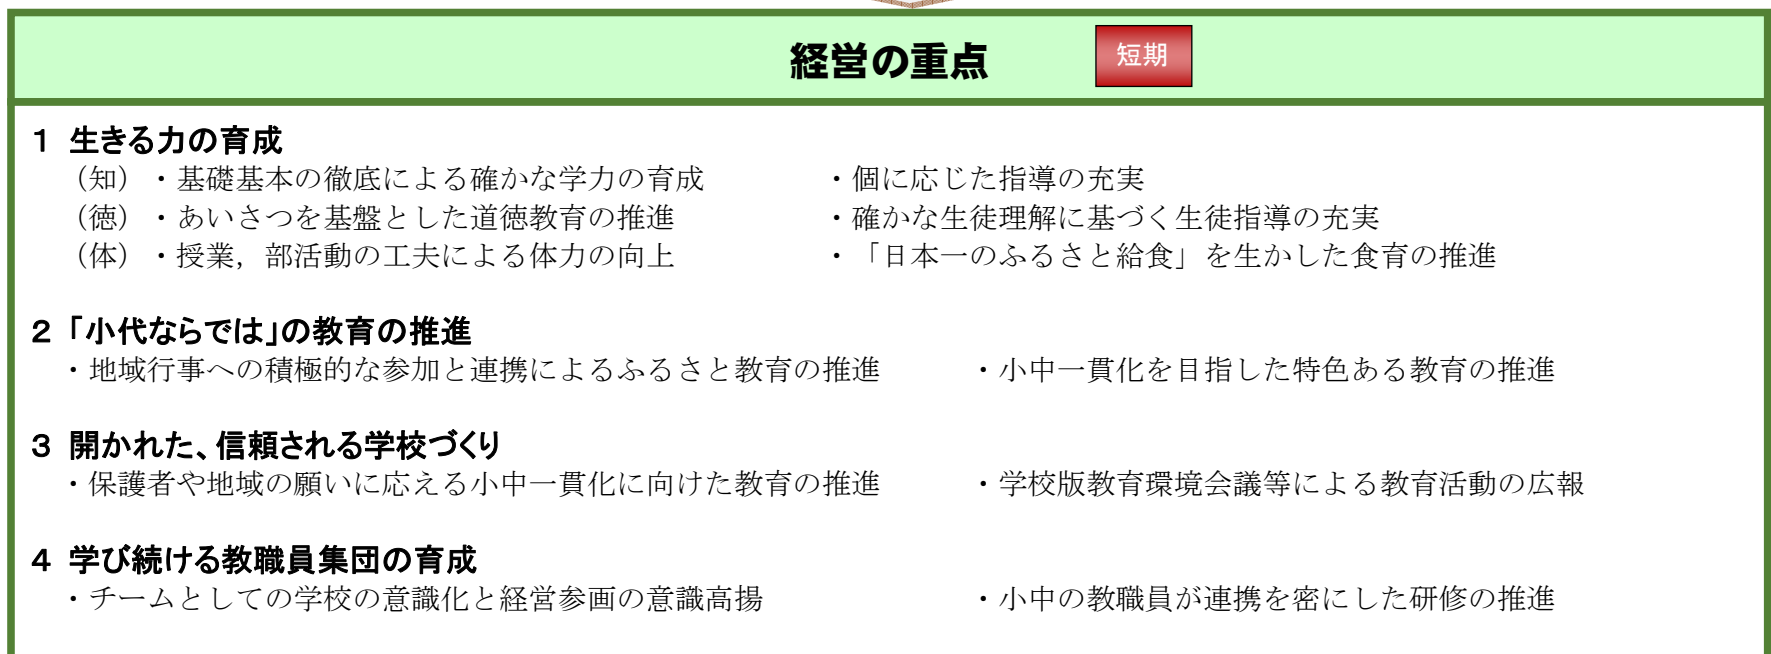 経営の重点 短期
1 生きる力の育成
（知）・基礎基本の徹底による確かな学力の育成 ・個に応じた指導の充実
（徳）・あいさつを基盤とした道徳教育の推進 ・確かな生徒理解に基づく生徒指導の充実
（体）・授業，部活動の工夫による体力の向上 ・「日本一のふるさと給食」を生かした食育の推進
2 「小代ならでは」の教育の推進
・地域行事への積極的な参加と連携によるふるさと教育の推進 ・小中一貫化を目指した特色ある教育の推進
3 開かれた、信頼される学校づくり
・保護者や地域の願いに応える小中一貫化に向けた教育の推進 ・学校版教育環境会議等による教育活動の広報
4 学び続ける教職員集団の育成
・チームとしての学校の意識化と経営参画の意識高揚 ・小中の教職員が連携を密にした研修の推進